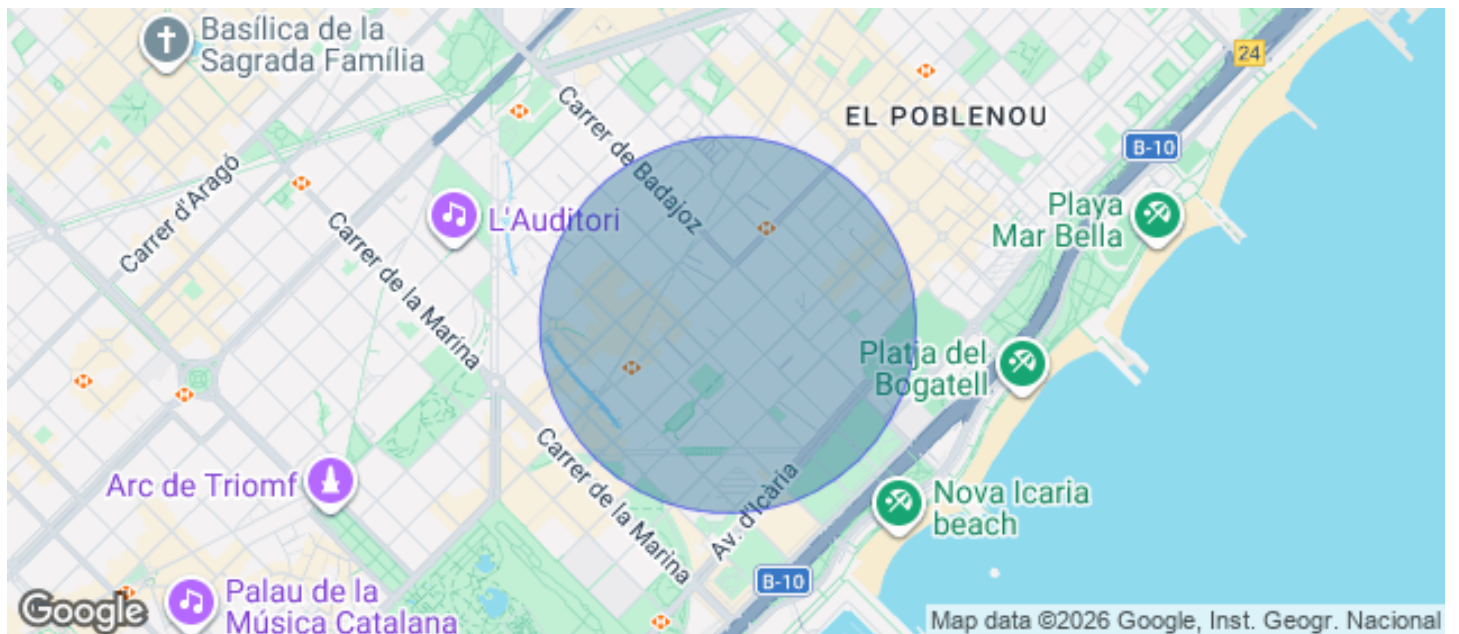 Basílica de la
Sagrada Família
24
Carrer de Badajoz
EL POBLENOU
B-10
Carrer d'Aragó
Playa
Mar Bella
L'Auditori
Carrer de la Marina
Platja del
Bogatell
Carrer de la Marina
Arc de Triomf
Av. d'Icària
Nova Icaria
beach
B-10
Google
Palau de la
Música Catalana
Map data ©2026 Google, Inst. Geogr. Nacional